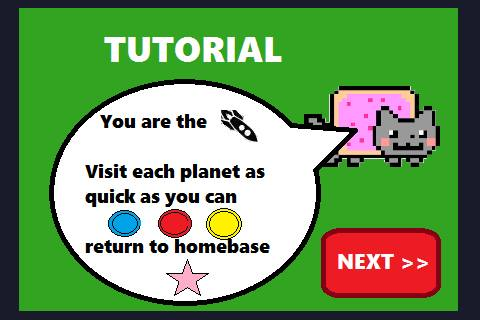 TUTORIAL
You are the
Visit each planet as
quick as you can
return to homebase
NEXT >>